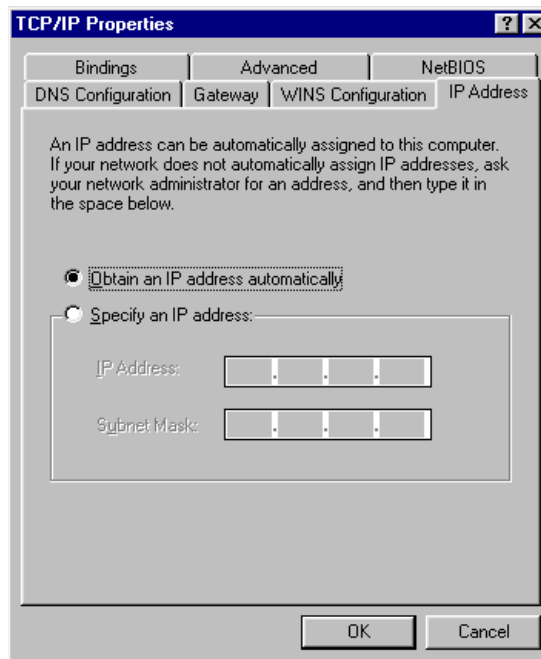 TCP/IP Properties
Bindings Advanced NetBIOS
DNS Configuration Gateway WINS Configuration IP Address
An IP address can be automatically assigned to this computer.
If your network does not automatically assign IP addresses, ask
your network administrator for an address, and then type it in
the space below.
Obtain an IP address automatically
Specify an IP address:
IP Address:
Subnet Mask:
OK Cancel